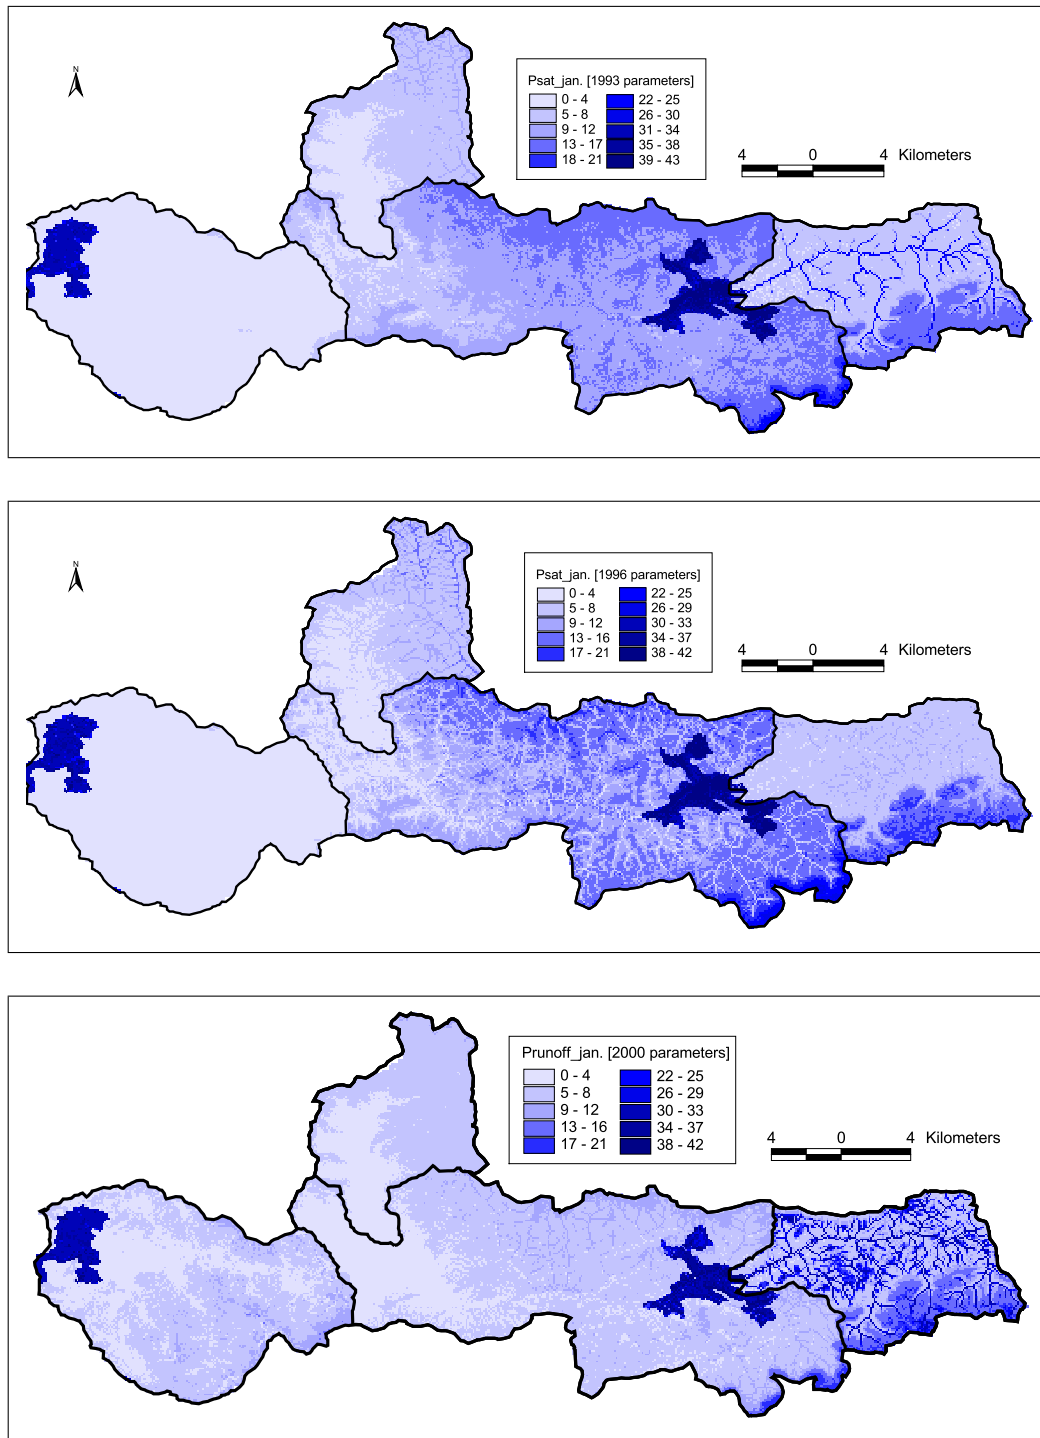 N
Psat_jan. [1993 parameters]
0 - 4 22 - 25
5 - 8 26 - 30
9 - 12 31 - 34
13 - 17 35 - 38
18 - 21 39 - 43
4 0 4 Kilometers
N
Psat_jan. [1996 parameters]
0 - 4 22 - 25
5 - 8 26 - 29
9 - 12 30 - 33
13 - 16 34 - 37
17 - 21 38 - 42
4 0 4 Kilometers
Prunoff_jan. [2000 parameters]
0 - 4 22 - 25
5 - 8 26 - 29
9 - 12 30 - 33
13 - 16 34 - 37
17 - 21 38 - 42
4 0 4 Kilometers